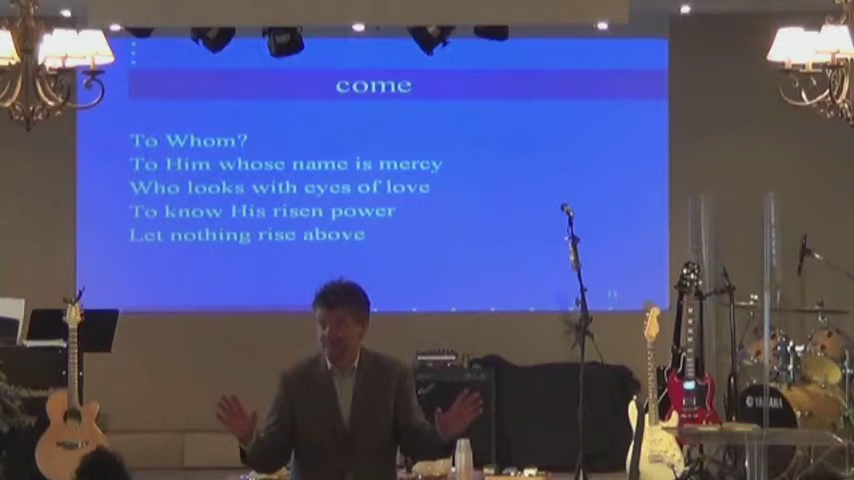 come
To Whom?
To Him whose name is mercy
Who looks with eyes of love
To know His risen power
Let nothing rise above
YAMAHA